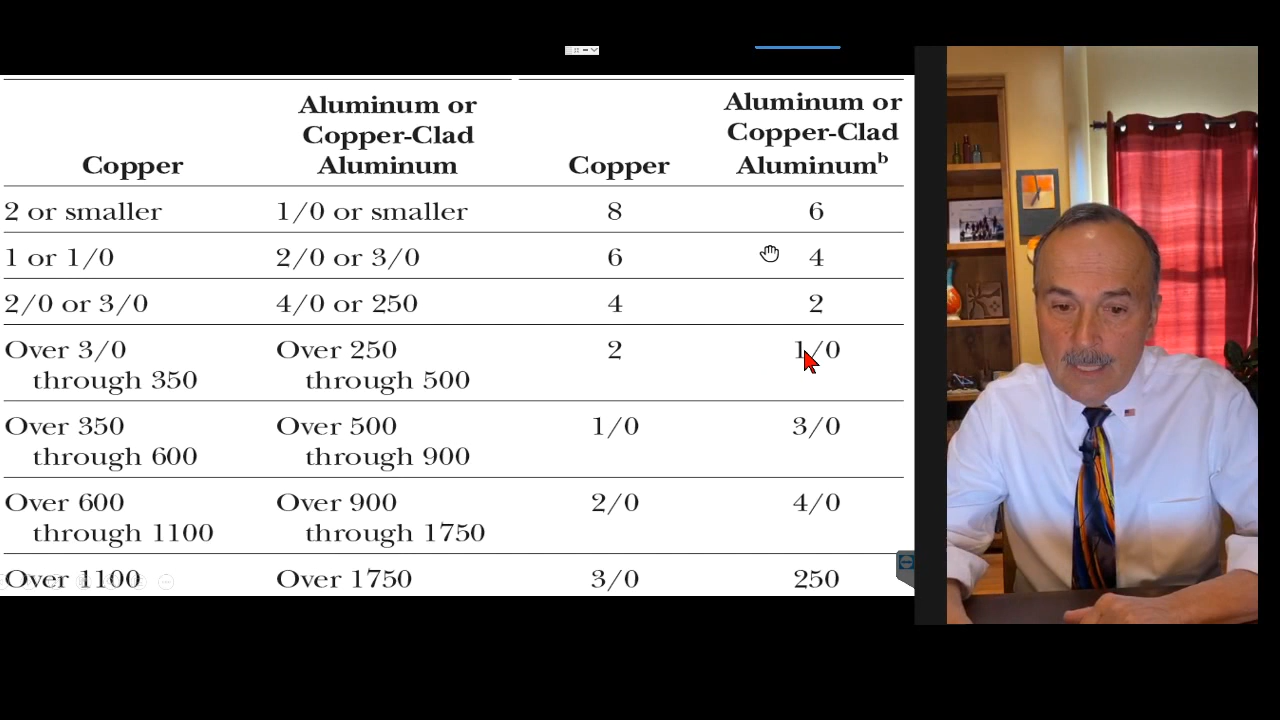 Aluminum or
Copper-Clad
Aluminum
Copper
Copper
Aluminum or
Copper-Clad
Aluminumb
2 or smaller 1/0 or smaller 8 6
1 or 1/0 2/0 or 3/0 6 4
2/0 or 3/0 4/0 or 250 4 2
Over 3/0 Over 250 2 1/0
through 350 through 500
Over 350 Over 500 1/0 3/0
through 600 through 900
Over 600 Over 900 2/0 4/0
through 1100 through 1750
Over 1100 Over 1750 3/0 250